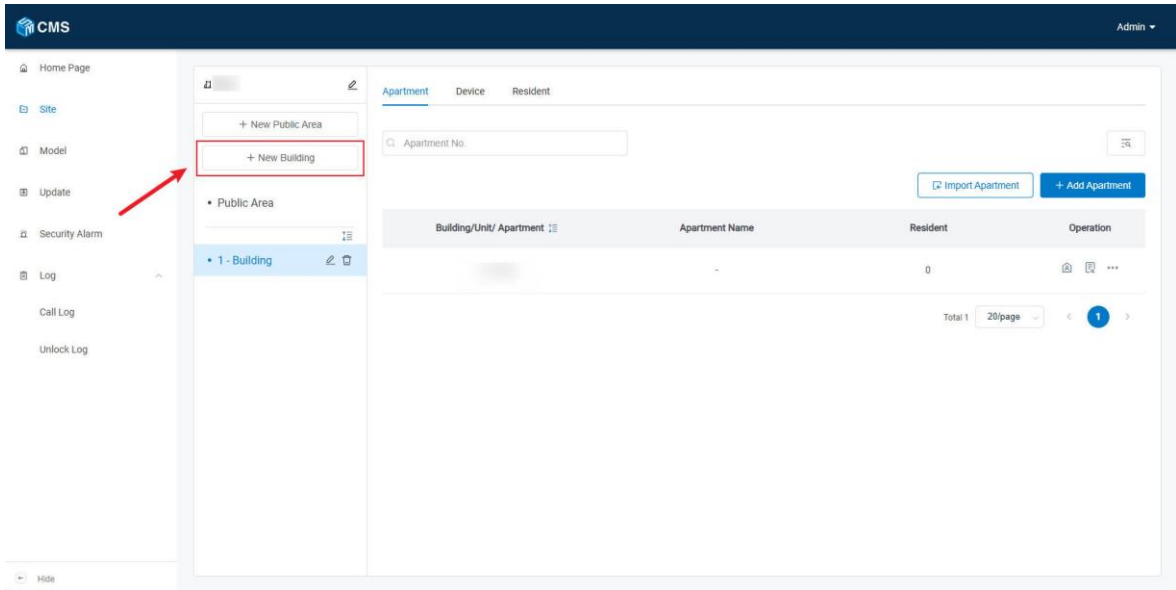 CMS
Admin
Home Page
Site
Model
Update
Security Alarm
Log
Call Log
Unlock Log
Hide
+ New Public Area
+ New Building
• Public Area
• 1 - Building
Apartment Device Resident
Apartment No.
Import Apartment + Add Apartment
Building/Unit/ Apartment Apartment Name Resident Operation
- 0
Total 1 20/page < 1 >